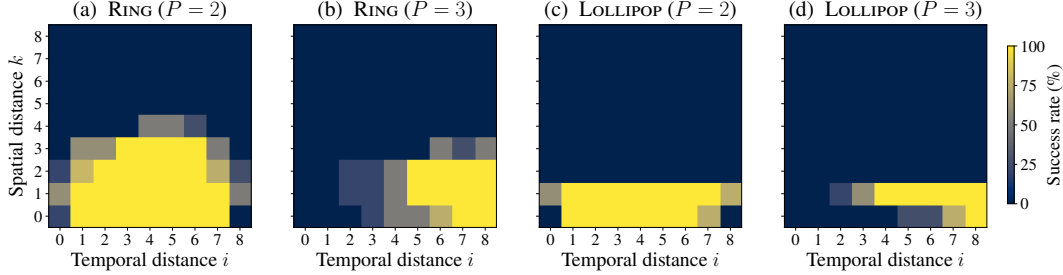 (a) RING (P = 2)
(b) RING (P = 3)
(c) LOLLIPOP (P = 2)
(d) LOLLIPOP (P = 3)
Spatial distance k
8
7
6
5
4
3
2
1
0
0 1 2 3 4 5 6 7 8
0 1 2 3 4 5 6 7 8
0 1 2 3 4 5 6 7 8
0 1 2 3 4 5 6 7 8
Temporal distance i
Temporal distance i
Temporal distance i
Temporal distance i
100
75
50
25
0
Success rate (%)